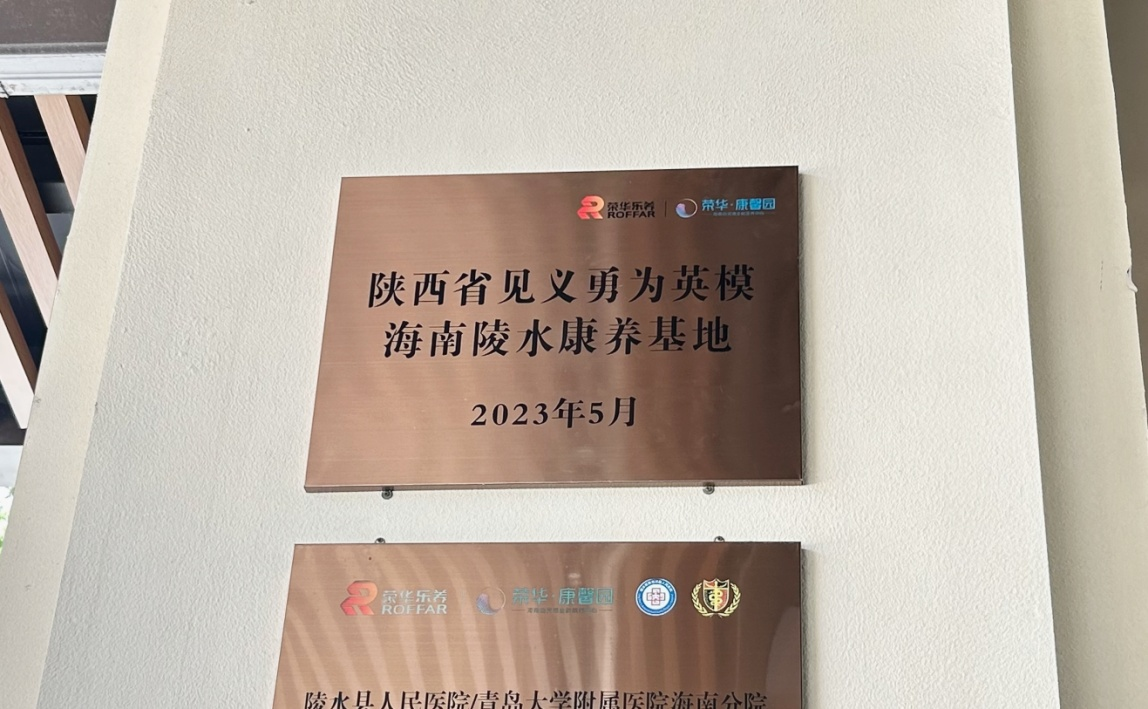 荣华乐养
ROFFAR
荣华·康馨园
陕西省见义勇为英模
海南陵水康养基地
2023年5月
荣华乐养
ROFFAR
荣华·康馨园
陵水县人民医院/青岛大学附属医院海南分院